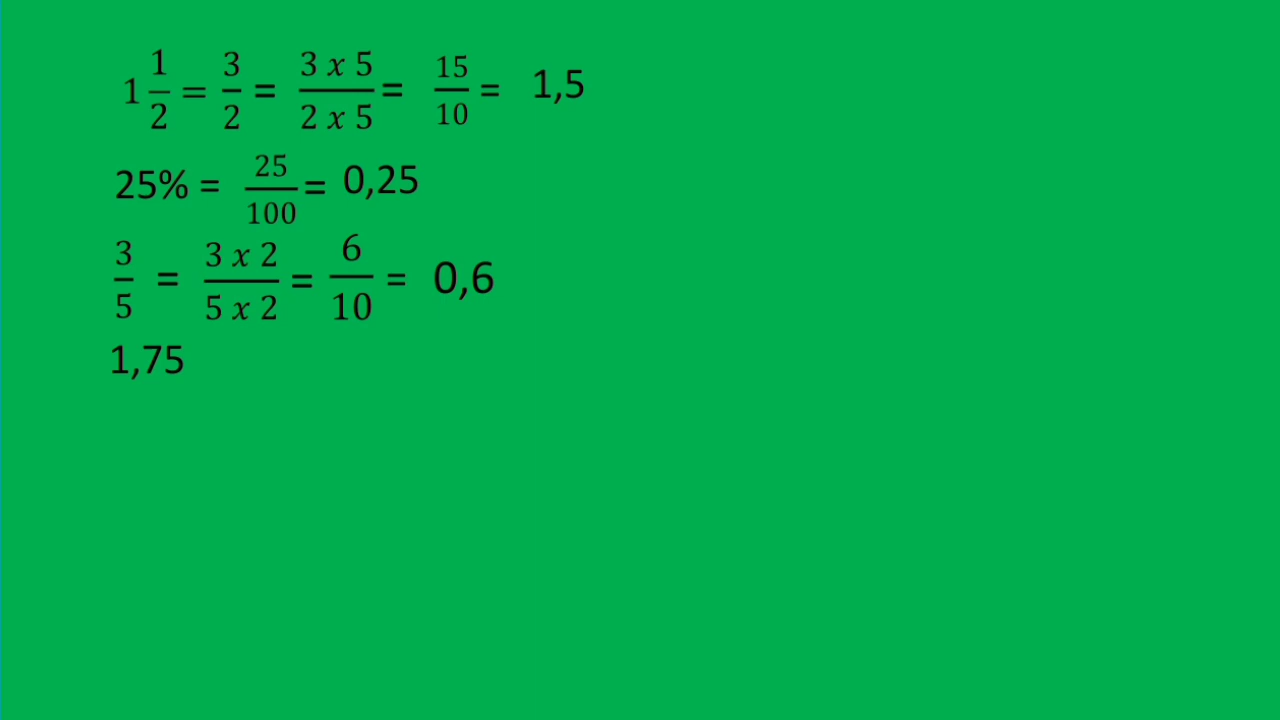 1 1/2 = 3/2 = 3 x 5/2 x 5 = 15/10 = 1,5
25% = 25/100 = 0,25
3/5 = 3 x 2/5 x 2 = 6/10 = 0,6
1,75